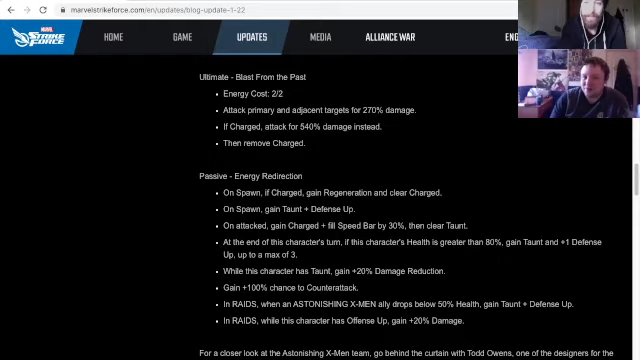 marvelstrikeforce.com/en/updates/blog-update-1-22
MARVEL
STRIKE
FORCE
HOME
GAME
UPDATES
MEDIA
ALLIANCE WAR
ENG
Ultimate - Blast From the Past
• Energy Cost: 2/2
• Attack primary and adjacent targets for 270% damage.
• If Charged, attack for 540% damage instead.
• Then remove Charged.
Passive - Energy Redirection
• On Spawn, if Charged, gain Regeneration and clear Charged.
• On Spawn, gain Taunt + Defense Up.
• On attacked, gain Charged + fill Speed Bar by 30%, then clear Taunt.
• At the end of this character's turn, if this character's Health is greater than 80%, gain Taunt and +1 Defense
Up, up to a max of 3.
• While this character has Taunt, gain +20% Damage Reduction.
• Gain +100% chance to Counterattack.
• In RAIDS, when an ASTONISHING X-MEN ally drops below 50% Health, gain Taunt + Defense Up.
• In RAIDS, while this character has Offense Up, gain +20% Damage.
For a closer look at the Astonishing X-Men team, go behind the curtain with Todd Owens, one of the designers for the